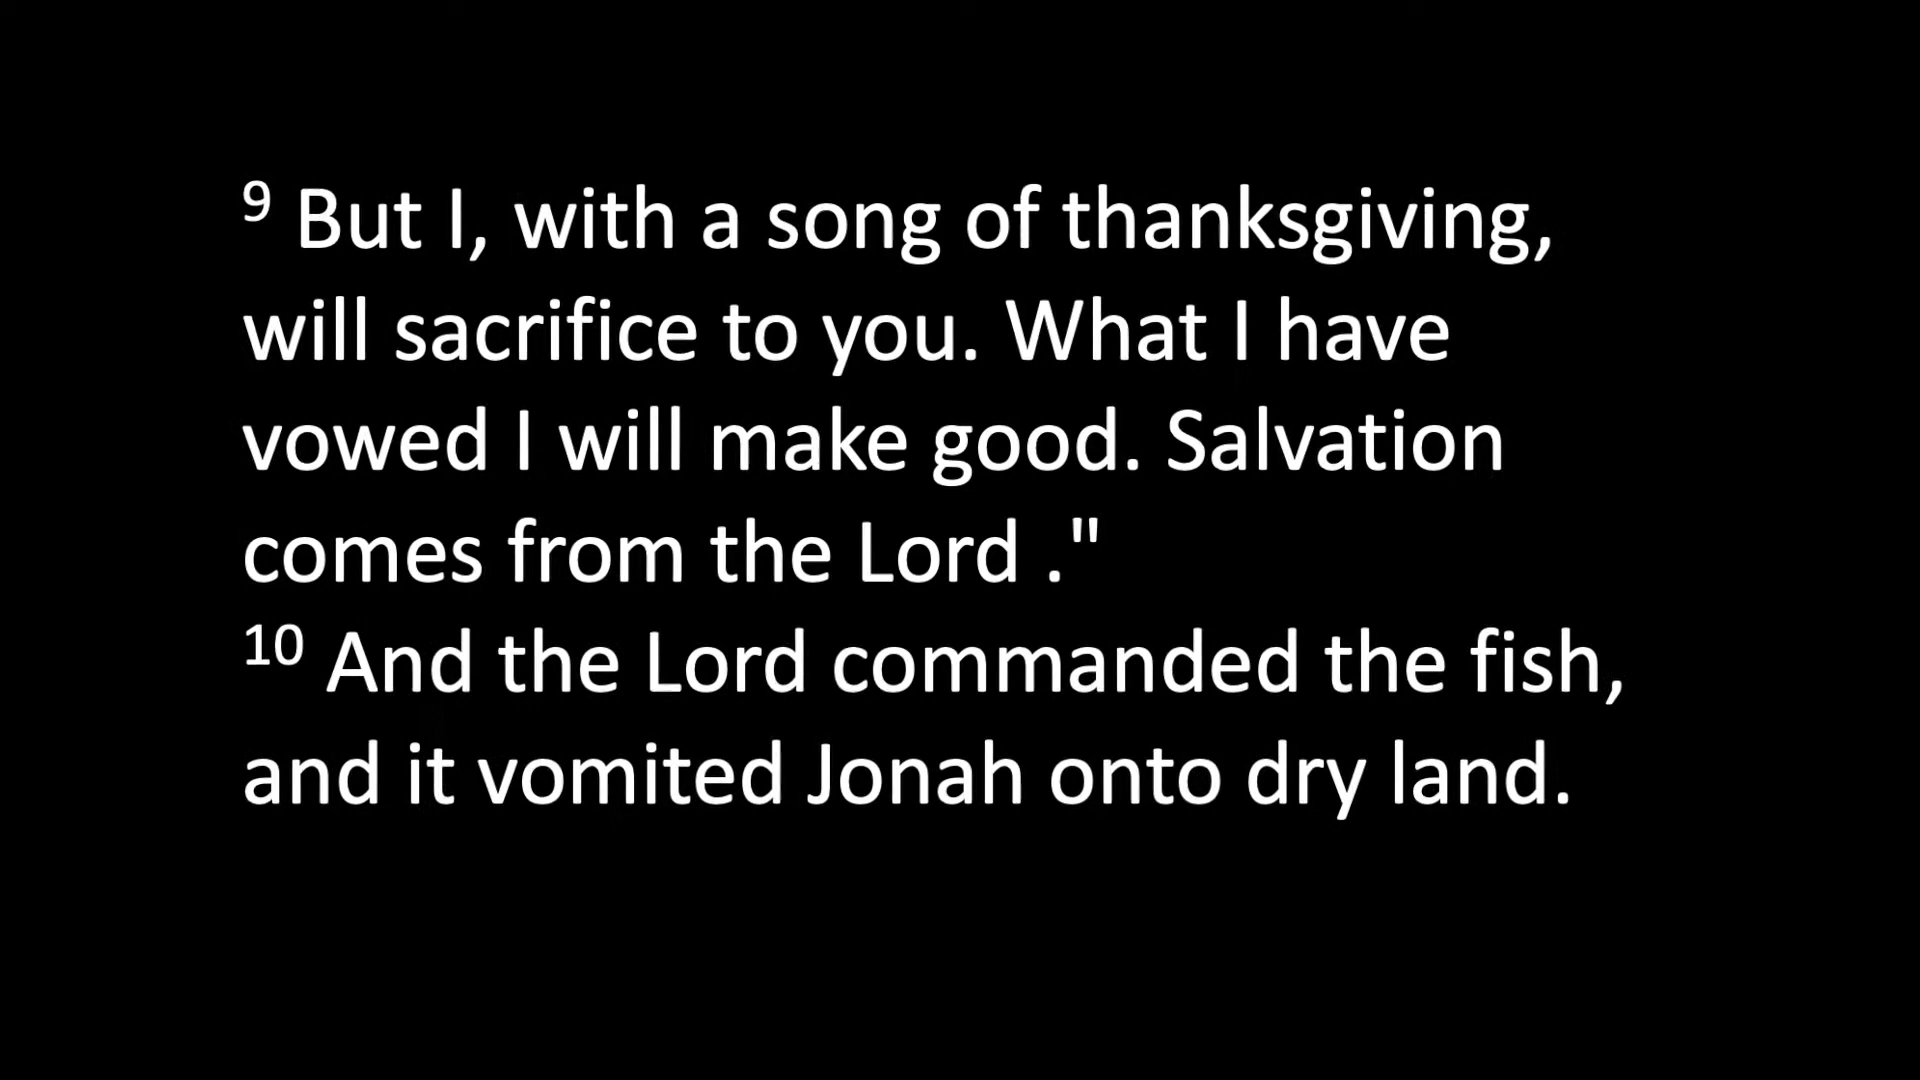 9 But I, with a song of thanksgiving,
will sacrifice to you. What I have
vowed I will make good. Salvation
comes from the Lord ."
10 And the Lord commanded the fish,
and it vomited Jonah onto dry land.